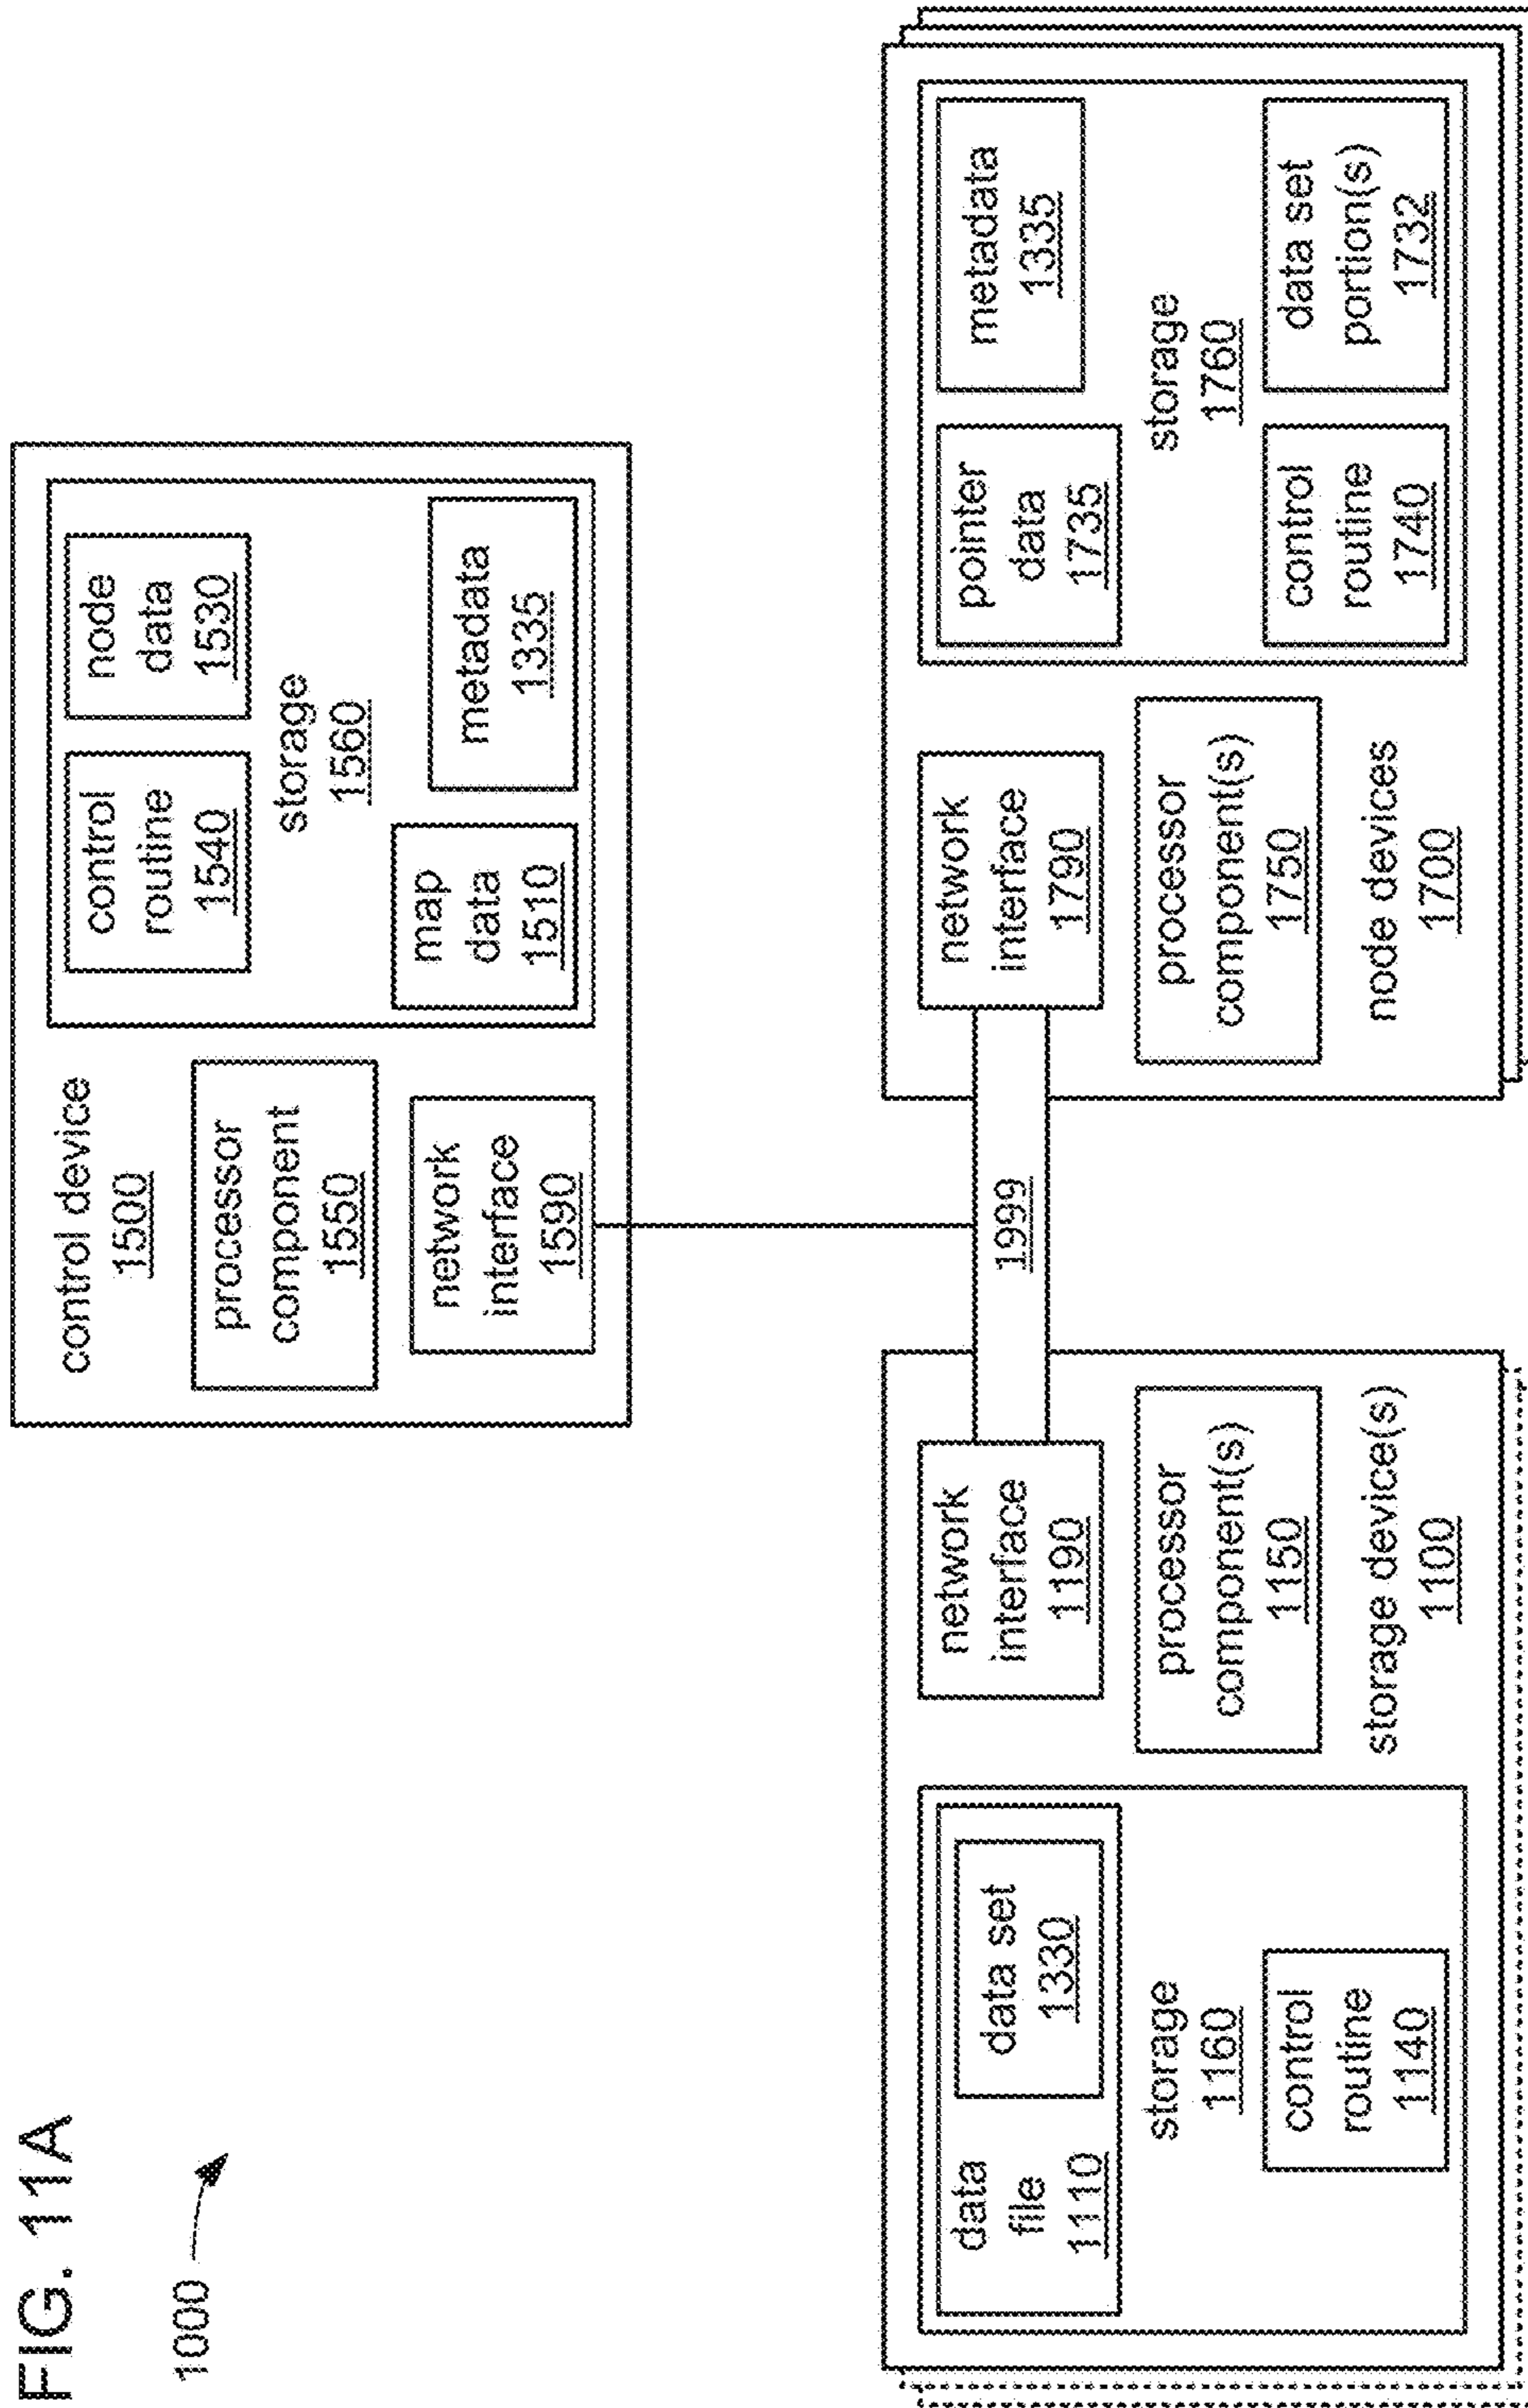 FIG. 11A
1000
control device
1500
processor
component
1550
network
interface
1590
control
routine
1540
node
data
1530
storage
1560
map
data
1510
metadata
1335
1999
data
file
1110
data set
1330
storage
1160
control
routine
1140
network
interface
1190
processor
component(s)
1150
storage device(s)
1100
network
interface
1790
processor
component(s)
1750
node devices
1700
pointer
data
1735
metadata
1335
storage
1760
control
routine
1740
data set
portion(s)
1732